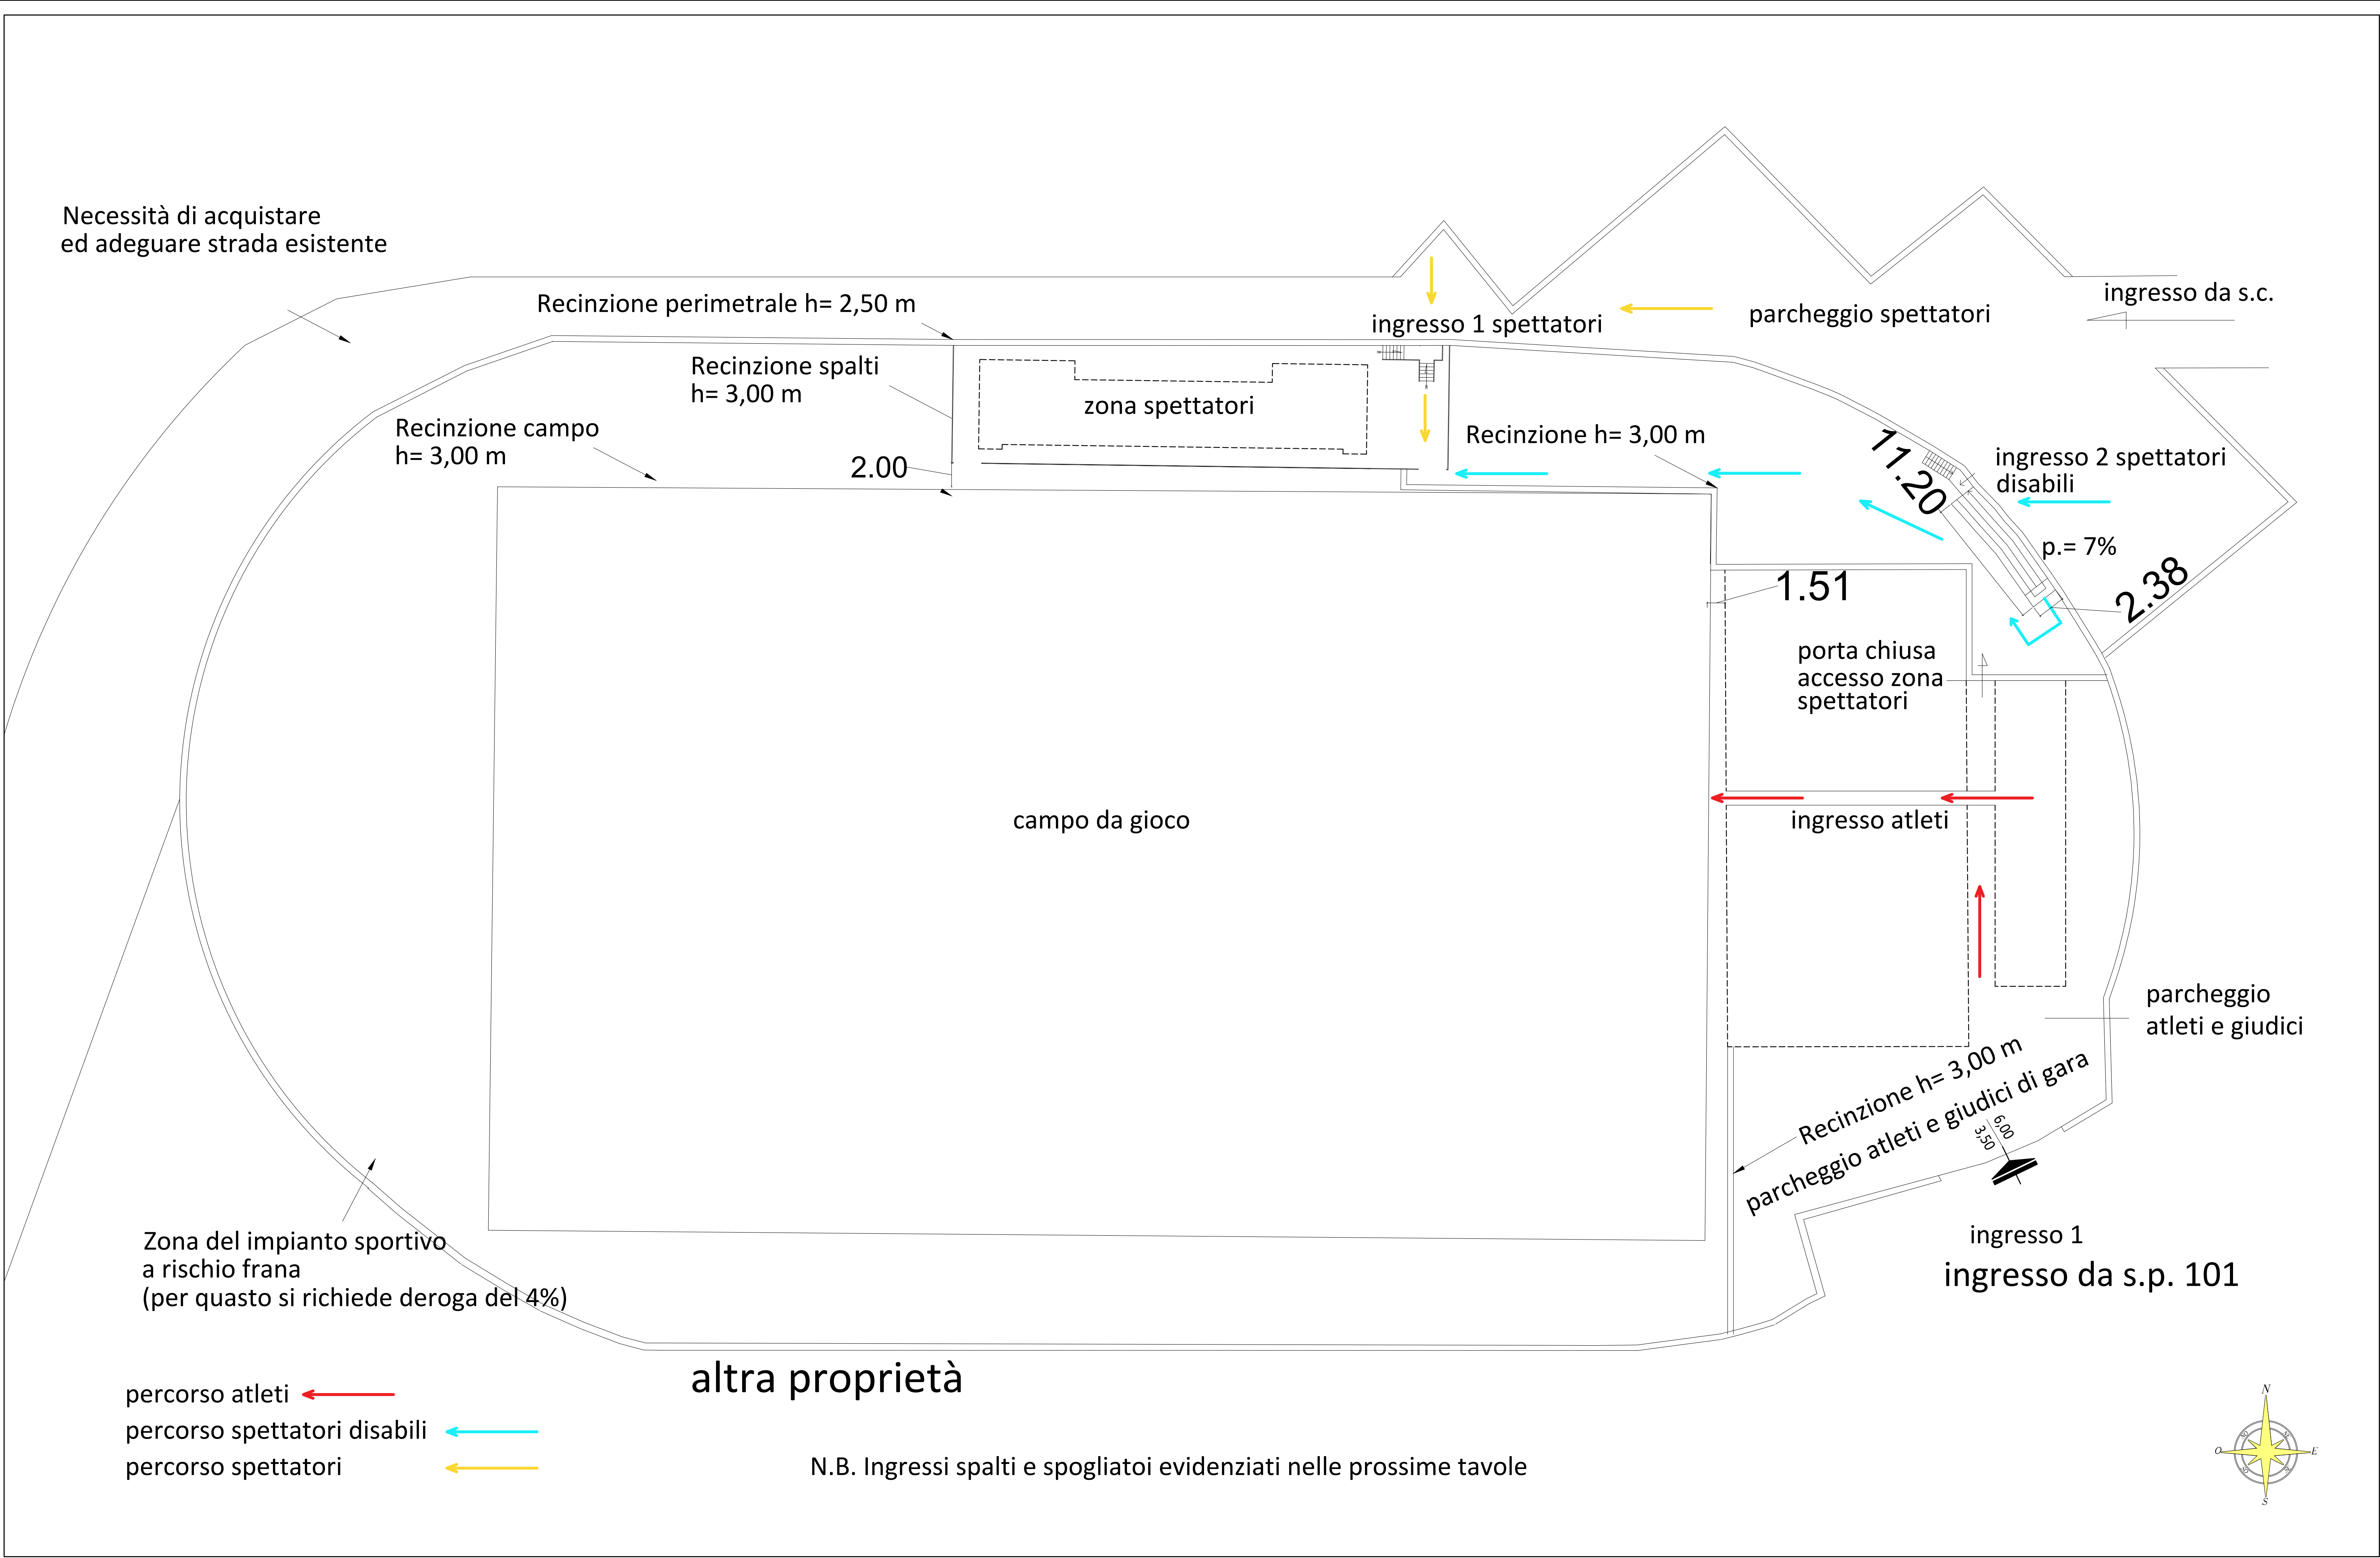 Necessità di acquistare
ed adeguare strada esistente
Recinzione perimetrale h= 2,50 m
ingresso 1 spettatori
parcheggio spettatori
ingresso da s.c.
Recinzione spalti
h= 3,00 m
zona spettatori
Recinzione campo
h= 3,00 m
2.00
Recinzione h= 3,00 m
11.20
ingresso 2 spettatori
disabili
p.= 7%
2.38
1.51
porta chiusa
accesso zona
spettatori
campo da gioco
ingresso atleti
parcheggio
atleti e giudici
Recinzione h= 3,00 m
parcheggio atleti e giudici di gara
6,00
3,50
ingresso 1
ingresso da s.p. 101
Zona del impianto sportivo
a rischio frana
(per quasto si richiede deroga del 4%)
altra proprietà
percorso atleti
percorso spettatori disabili
percorso spettatori
N.B. Ingressi spalti e spogliatoi evidenziati nelle prossime tavole
N
O
E
S